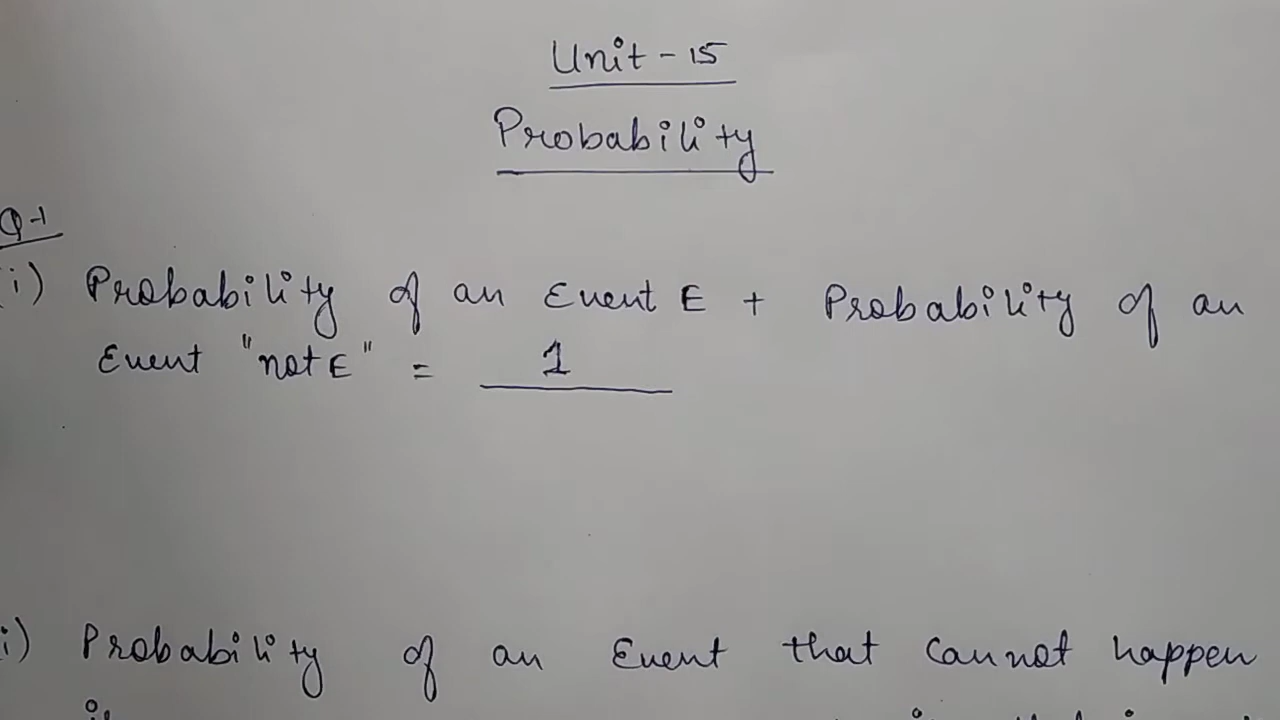 Unit - 15
Probability
Q-1
i) Probability of an Event E + Probability of an
Event "not E" = 1
i) Probability of an Event that cannot happen